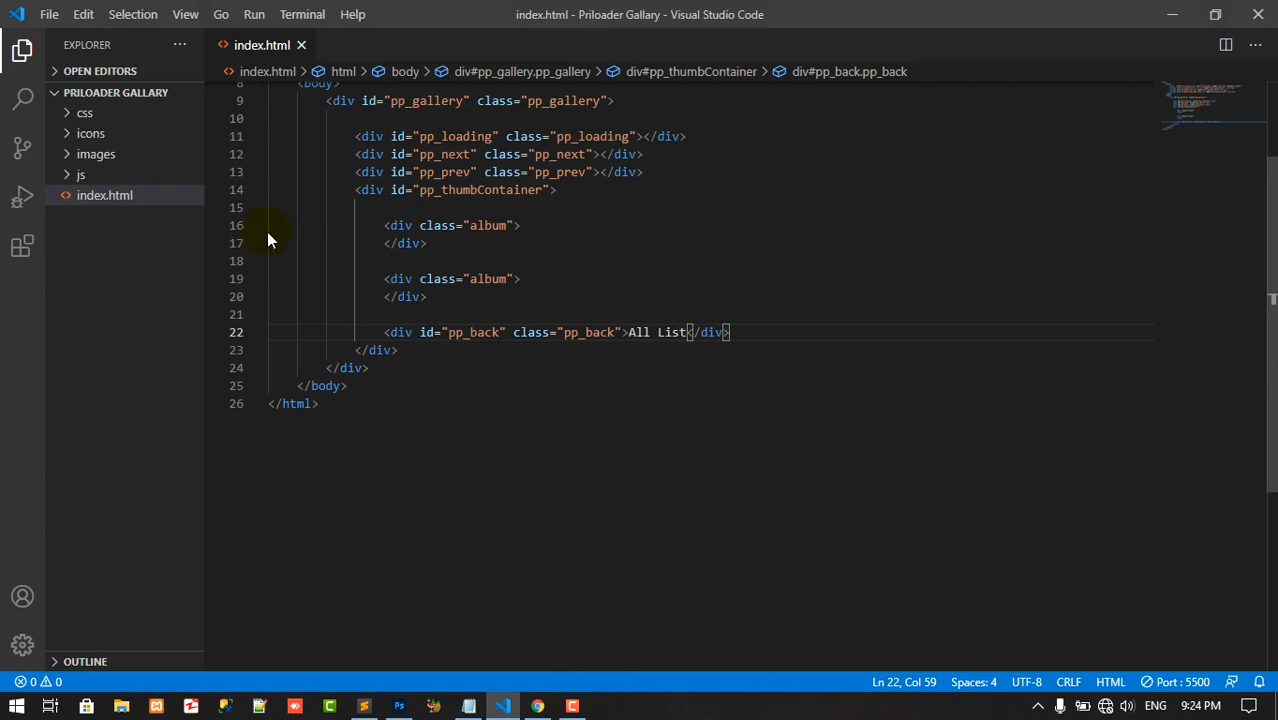 File Edit Selection View Go Run Terminal Help index.html - Priloader Gallary - Visual Studio Code
EXPLORER
index.html
OPEN EDITORS
index.html > html > body > div#pp_gallery.pp_gallery > div#pp_thumbContainer > div#pp_back.pp_back
PRILOADER GALLARY
css
icons
images
js
index.html
8 <body>
9 <div id="pp_gallery" class="pp_gallery">
10
11 <div id="pp_loading" class="pp_loading"></div>
12 <div id="pp_next" class="pp_next"></div>
13 <div id="pp_prev" class="pp_prev"></div>
14 <div id="pp_thumbContainer">
15
16 <div class="album">
17 </div>
18
19 <div class="album">
20 </div>
21
22 <div id="pp_back" class="pp_back">All List</div>
23 </div>
24 </div>
25 </body>
26 </html>
OUTLINE
0 0 Ln 22, Col 59 Spaces: 4 UTF-8 CRLF HTML Port : 5500
ENG 9:24 PM